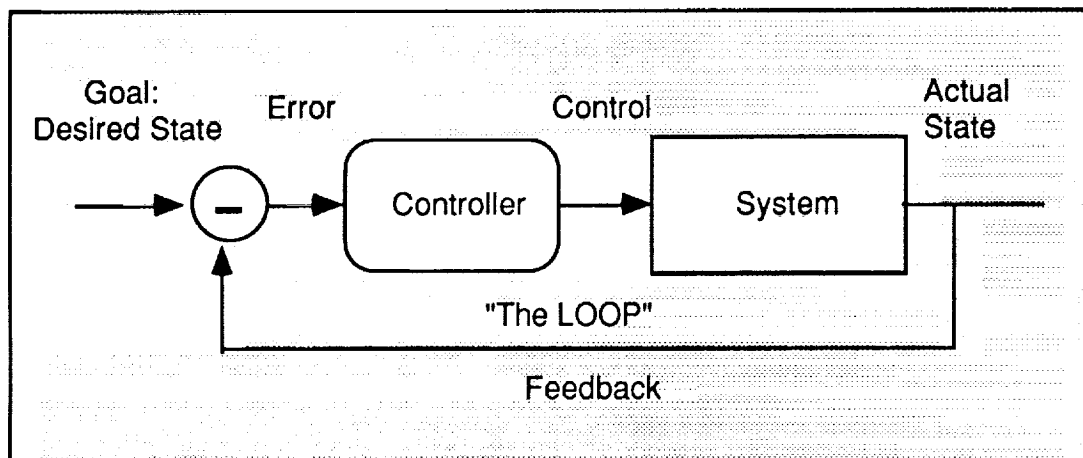 Goal:
Desired State
Error
Control
Actual
State
–
Controller
System
"The LOOP"
Feedback